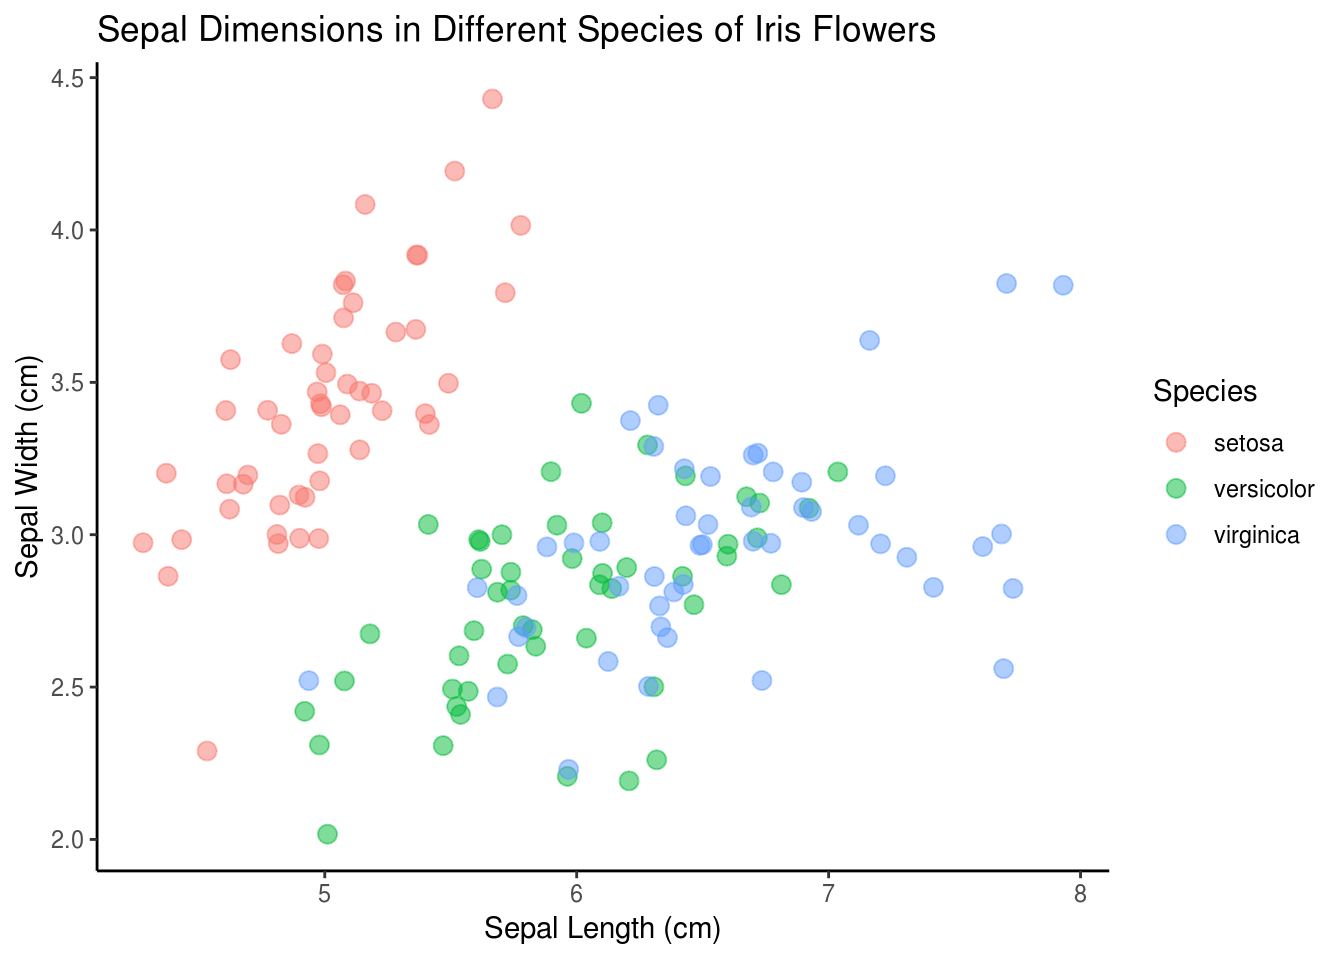 Sepal Dimensions in Different Species of Iris Flowers
4.5
4.0
3.5
3.0
2.5
2.0
Sepal Width (cm)
5 6 7 8
Sepal Length (cm)
Species
setosa
versicolor
virginica